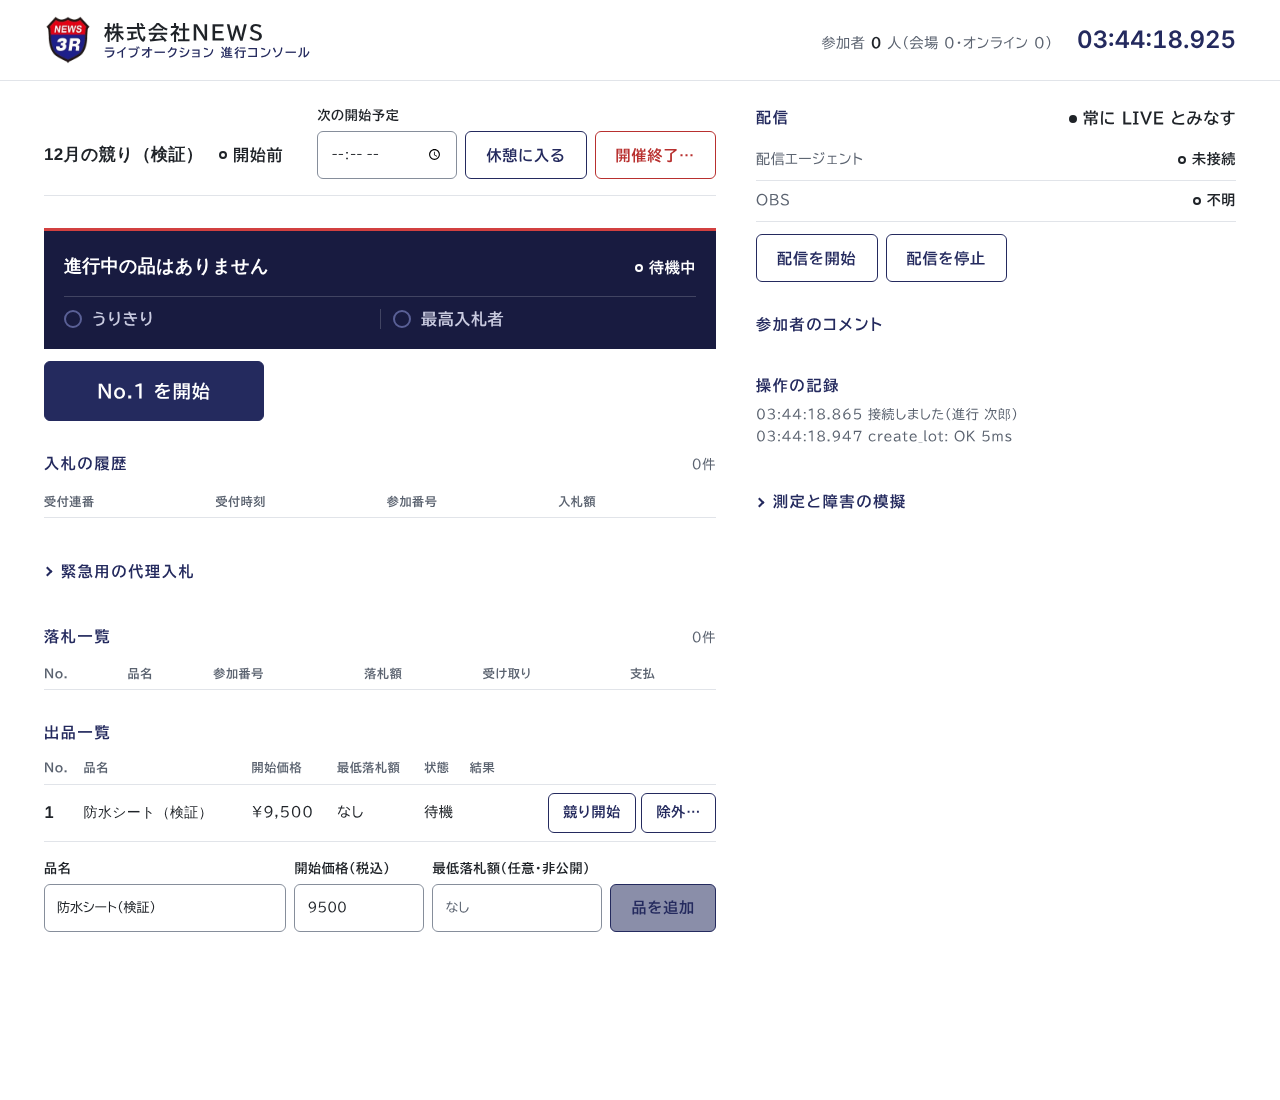 NEWS
3R
株式会社NEWS
ライブオークション 進行コンソール
参加者 0 人（会場 0・オンライン 0）
03:44:18.925
12月の競り（検証）
開始前
次の開始予定
--:-- --
休憩に入る
開催終了…
進行中の品はありません
待機中
うりきり
最高入札者
No.1 を開始
入札の履歴
0件
受付連番 受付時刻 参加番号 入札額
緊急用の代理入札
落札一覧
0件
No. 品名 参加番号 落札額 受け取り 支払
出品一覧
No. 品名 開始価格 最低落札額 状態 結果
1 防水シート（検証） ¥9,500 なし 待機 競り開始 除外…
品名 開始価格（税込） 最低落札額（任意・非公開）
防水シート（検証） 9500 なし 品を追加
配信
常に LIVE とみなす
配信エージェント
未接続
OBS
不明
配信を開始
配信を停止
参加者のコメント
操作の記録
03:44:18.865 接続しました（進行 次郎）
03:44:18.947 create_lot: OK 5ms
測定と障害の模擬